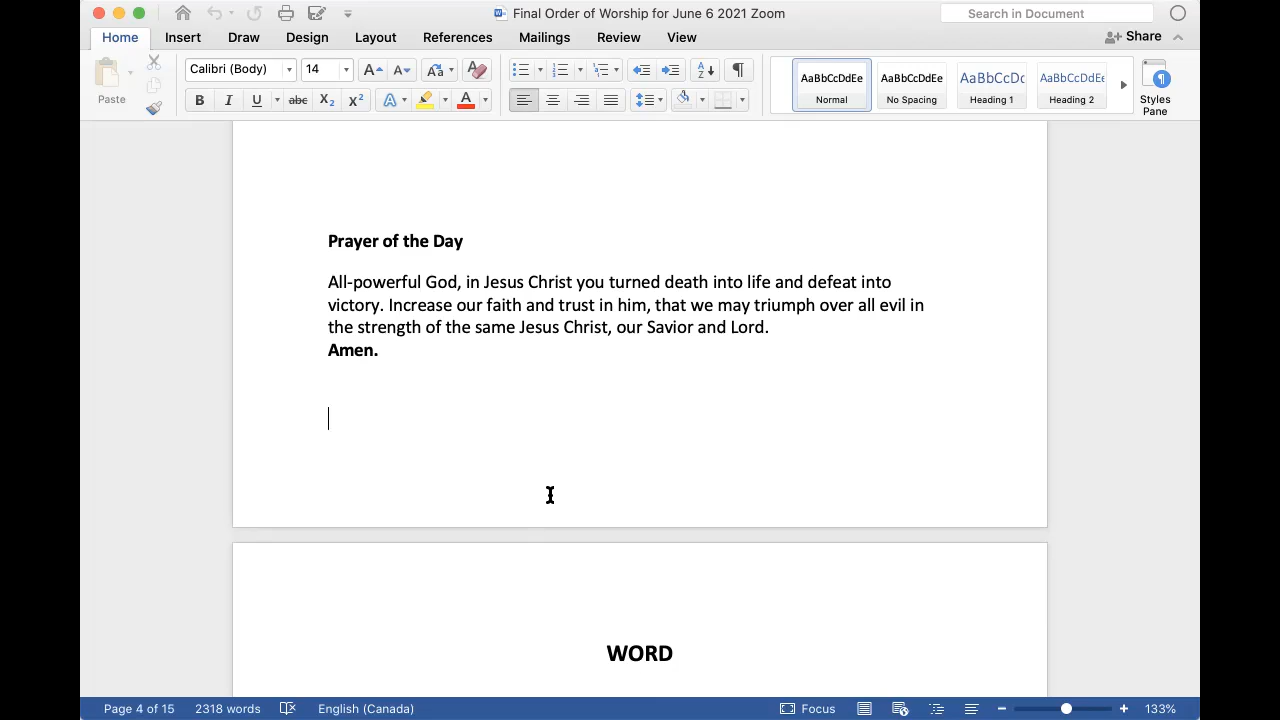 Final Order of Worship for June 6 2021 Zoom
Search in Document
Home Insert Draw Design Layout References Mailings Review View Share
Paste
Calibri (Body) 14
B I U abc X₂ X²
AaBbCcDdEe AaBbCcDdEe AaBbCcDc AaBbCcDdEe
Normal No Spacing Heading 1 Heading 2
Styles
Pane
Prayer of the Day
All-powerful God, in Jesus Christ you turned death into life and defeat into
victory. Increase our faith and trust in him, that we may triumph over all evil in
the strength of the same Jesus Christ, our Savior and Lord.
Amen.
WORD
Page 4 of 15 2318 words English (Canada) Focus 133%